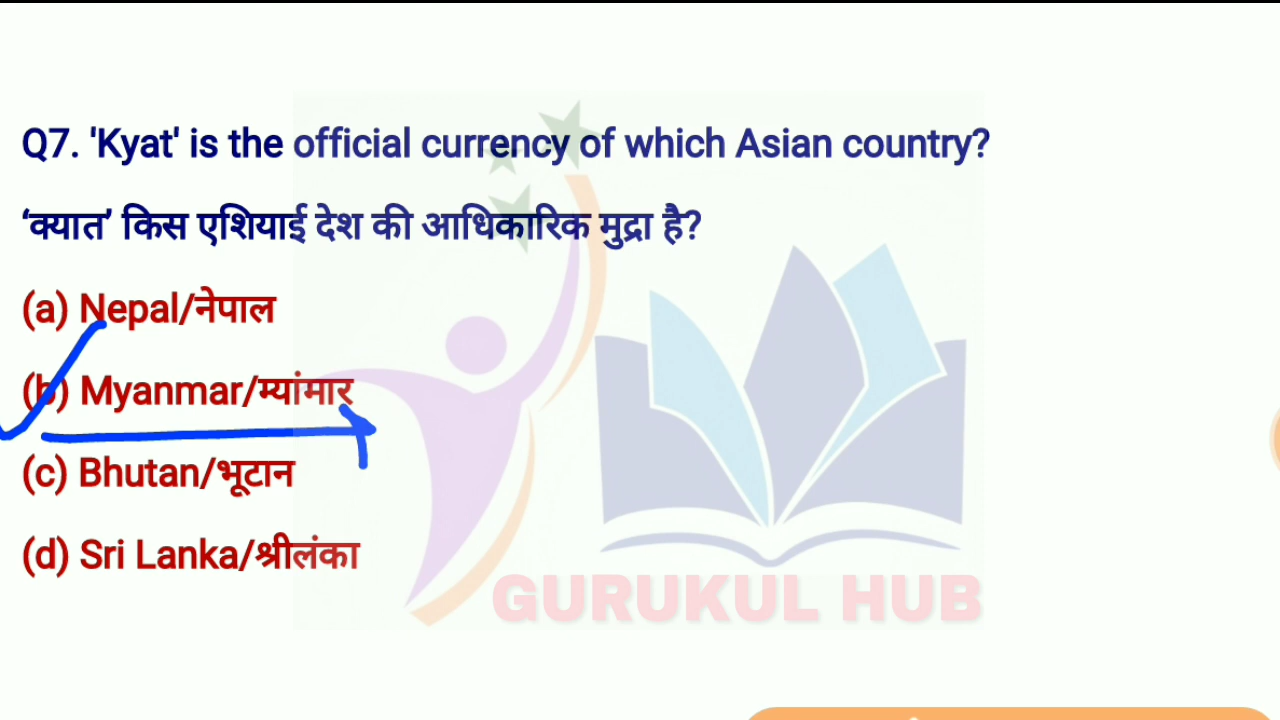 Q7. 'Kyat' is the official currency of which Asian country?
‘क्यात’ किस एशियाई देश की आधिकारिक मुद्रा है?
(a) Nepal/नेपाल
(b) Myanmar/म्यांमार
(c) Bhutan/भूटान
(d) Sri Lanka/श्रीलंका
GURUKUL HUB